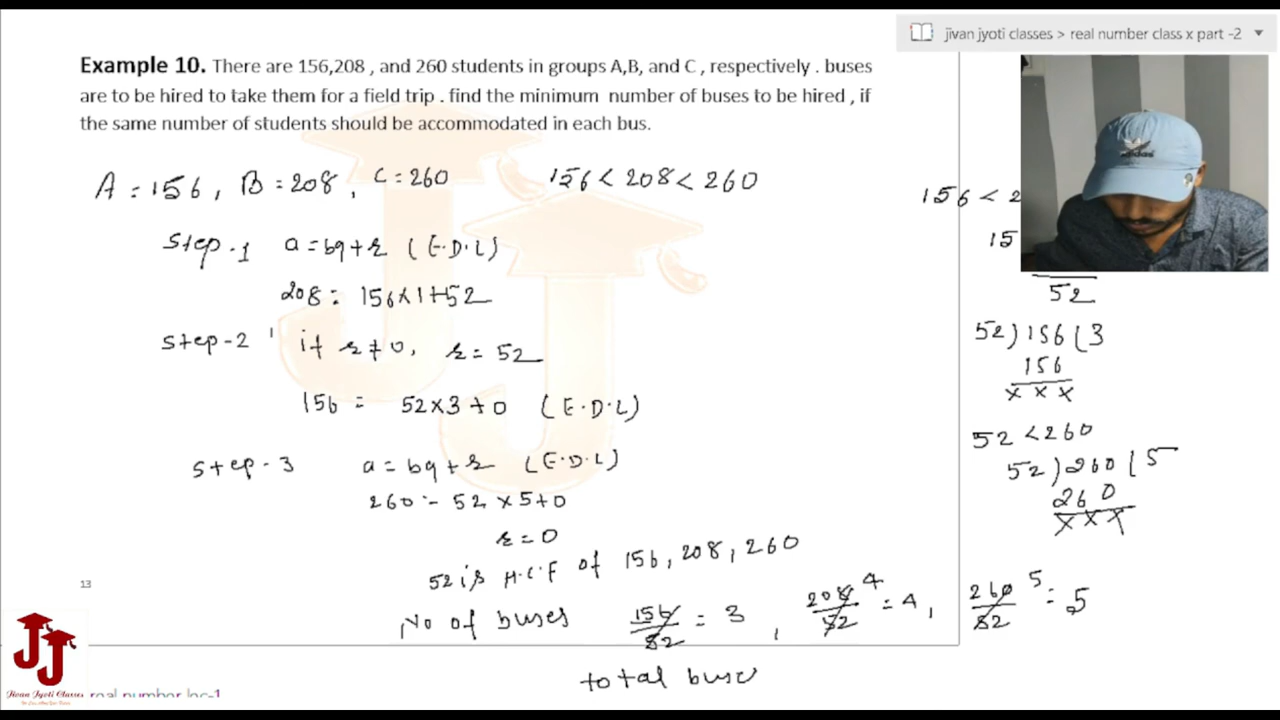 jivan jyoti classes > real number class x part -2
Example 10. There are 156,208 , and 260 students in groups A,B, and C , respectively . buses
are to be hired to take them for a field trip . find the minimum number of buses to be hired , if
the same number of students should be accommodated in each bus.
A = 156, B = 208, C = 260 156 < 208 < 260
156 < 2
Step-1 a = bq + r (E.D.L)
15
208 = 156 × 1 + 52
52
Step-2 if r ≠ 0, r = 52
52)156(3
156
× × ×
156 = 52×3+0 (E.D.L)
52 < 260
Step-3 a = bq + r (E.D.L)
52)260(5
260 = 52 × 5 + 0
260
× × ×
r = 0
52 is H.C.F of 156, 208, 260
13
No of buses 156/52 = 3, 208/52 4 = 4, 260/52 5 = 5
total buse
JJ
Jivan Jyoti Classes
real number lec-1